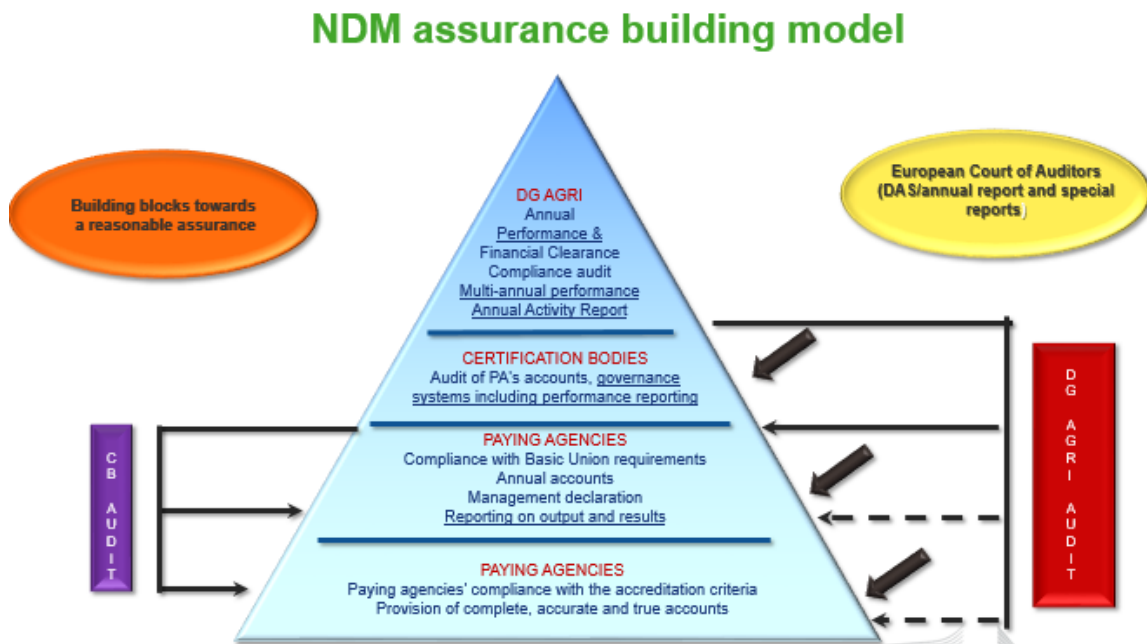 NDM assurance building model
Building blocks towards
a reasonable assurance
European Court of Auditors
(DAS/annual report and special
reports)
DG AGRI
Annual
Performance &
Financial Clearance
Compliance audit
Multi-annual performance
Annual Activity Report
CERTIFICATION BODIES
Audit of PA's accounts, governance
systems including performance reporting
PAYING AGENCIES
Compliance with Basic Union requirements
Annual accounts
Management declaration
Reporting on output and results
PAYING AGENCIES
Paying agencies' compliance with the accreditation criteria
Provision of complete, accurate and true accounts
CB AUDIT
DG AGRI AUDIT